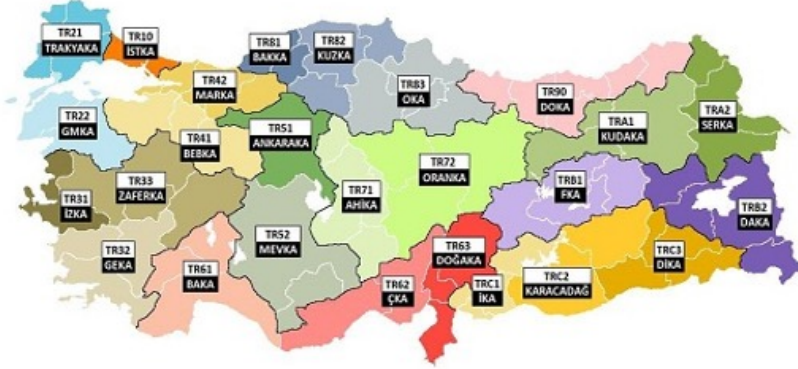 TR21
TRAKYAKA
TR10
İSTKA
TR81
BAKKA
TR82
KUZKA
TR42
MARKA
TR83
OKA
TR90
DOKA
TRA1
KUDAKA
TRA2
SERKA
TR22
GMKA
TR41
BEBKA
TR51
ANKARAKA
TR72
ORANKA
TR31
İZKA
TR33
ZAFERKA
TR71
AHİKA
TRB1
FKA
TRB2
DAKA
TR32
GEKA
TR52
MEVKA
TR63
DOĞAKA
TRC3
DİKA
TR61
BAKA
TR62
ÇKA
TRC1
İKA
TRC2
KARACADAĞ